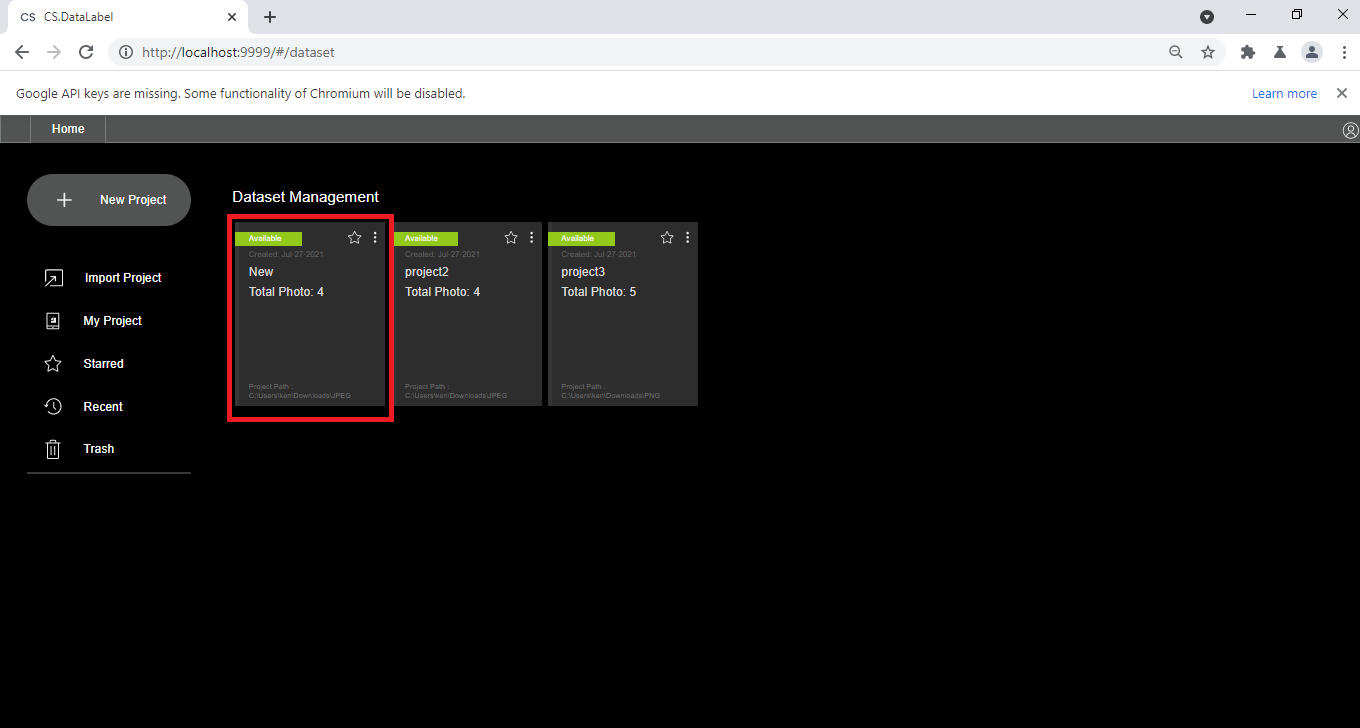 CS CS.DataLabel
http://localhost:9999/#/dataset
Google API keys are missing. Some functionality of Chromium will be disabled.
Learn more
Home
New Project
Import Project
My Project
Starred
Recent
Trash
Dataset Management
Available
Created: Jul-27-2021
New
Total Photo: 4
Project Path :
C:\Users\ken\Downloads\JPEG
Available
Created: Jul-27-2021
project2
Total Photo: 4
Project Path :
C:\Users\ken\Downloads\JPEG
Available
Created: Jul-27-2021
project3
Total Photo: 5
Project Path :
C:\Users\ken\Downloads\PNG